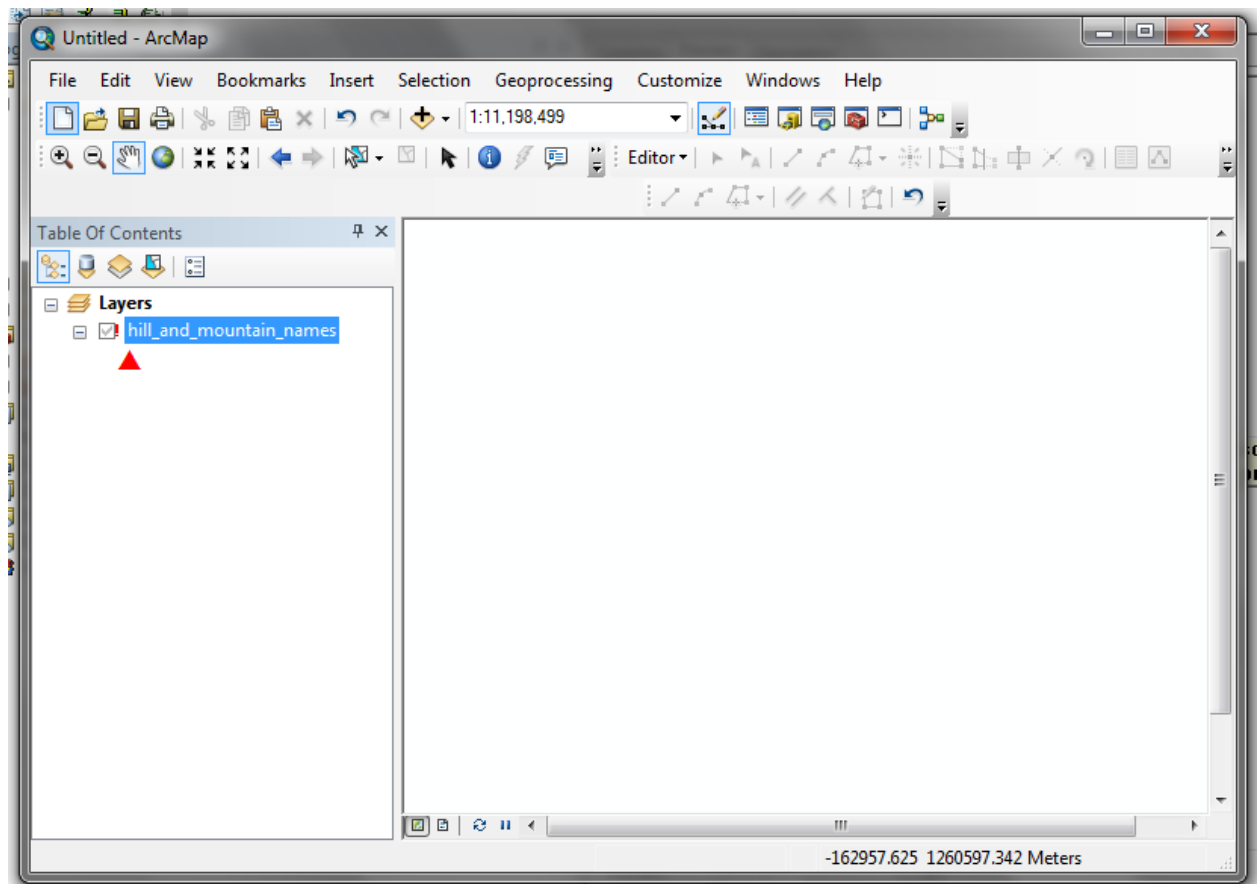 Untitled - ArcMap
File Edit View Bookmarks Insert Selection Geoprocessing Customize Windows Help
1:11,198,499
Editor
Table Of Contents
Layers
hill_and_mountain_names
-162957.625 1260597.342 Meters